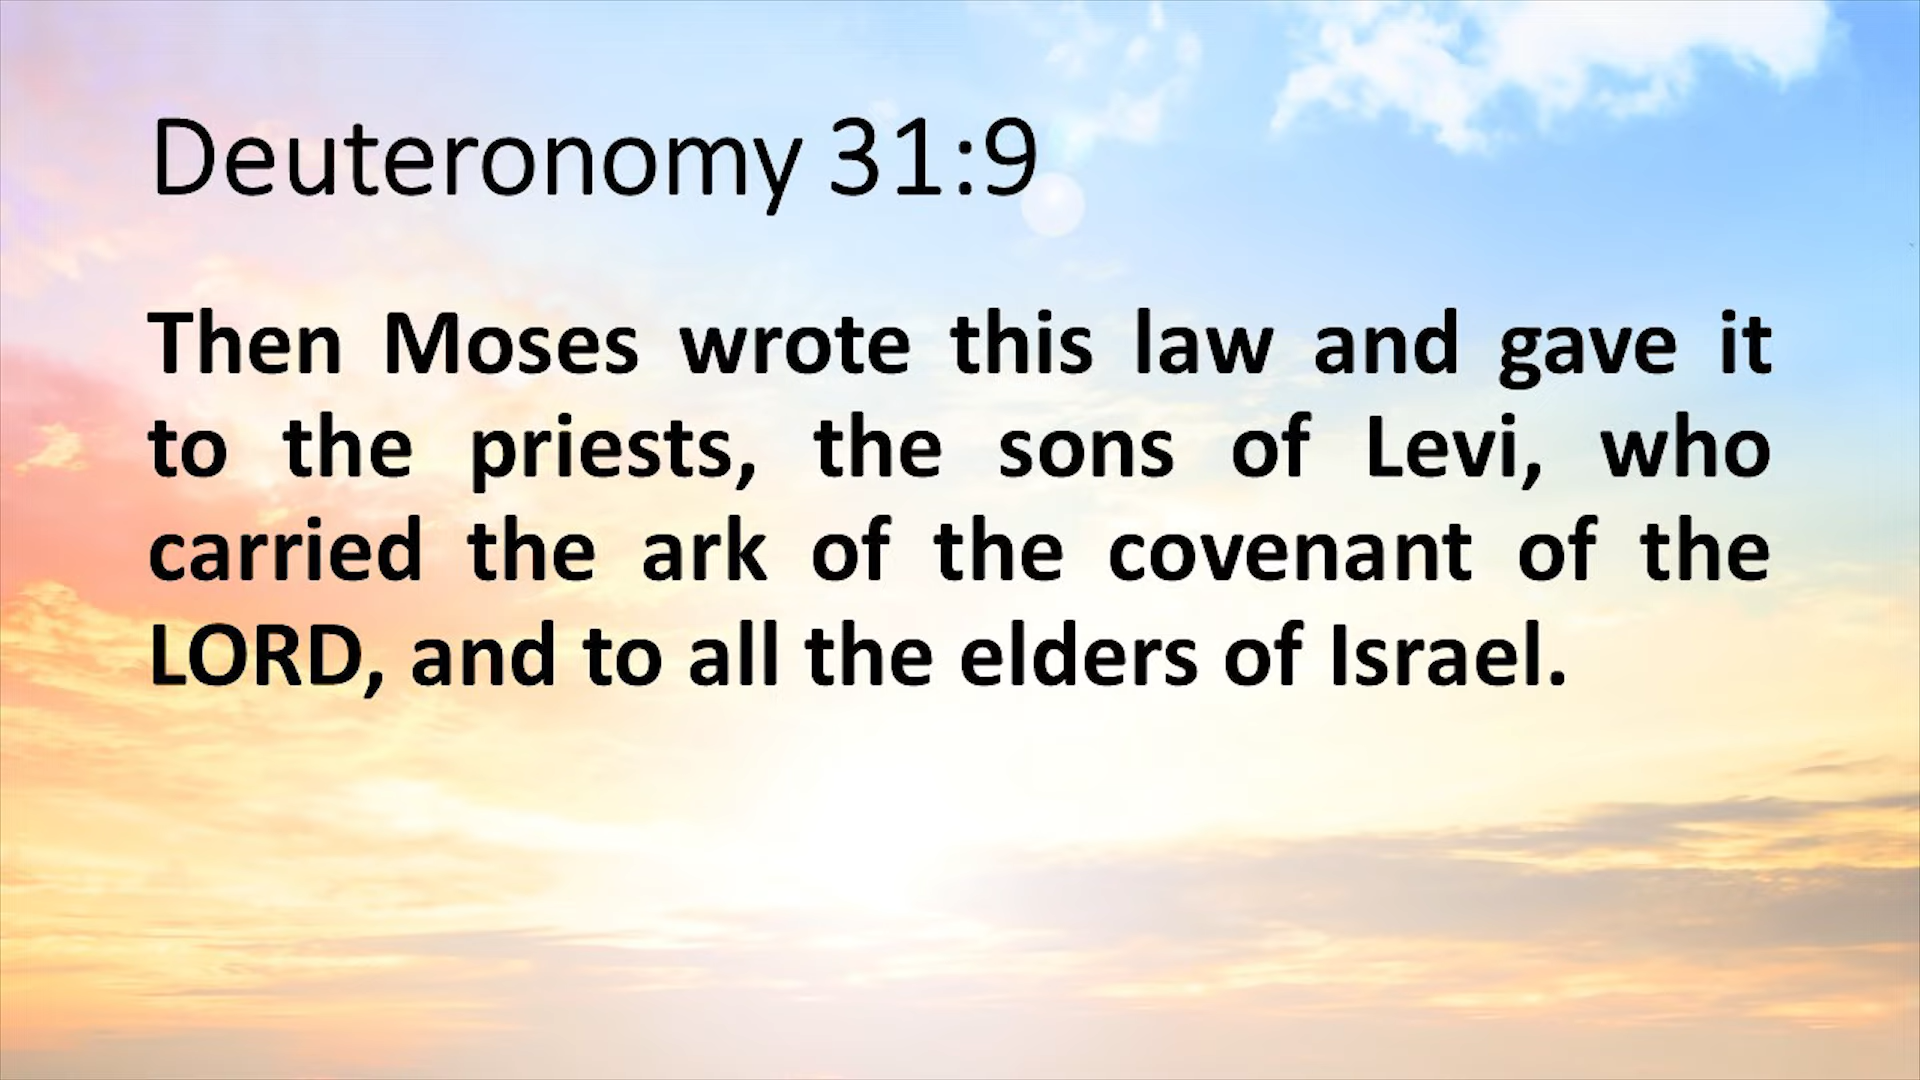 Deuteronomy 31:9
Then Moses wrote this law and gave it
to the priests, the sons of Levi, who
carried the ark of the covenant of the
LORD, and to all the elders of Israel.